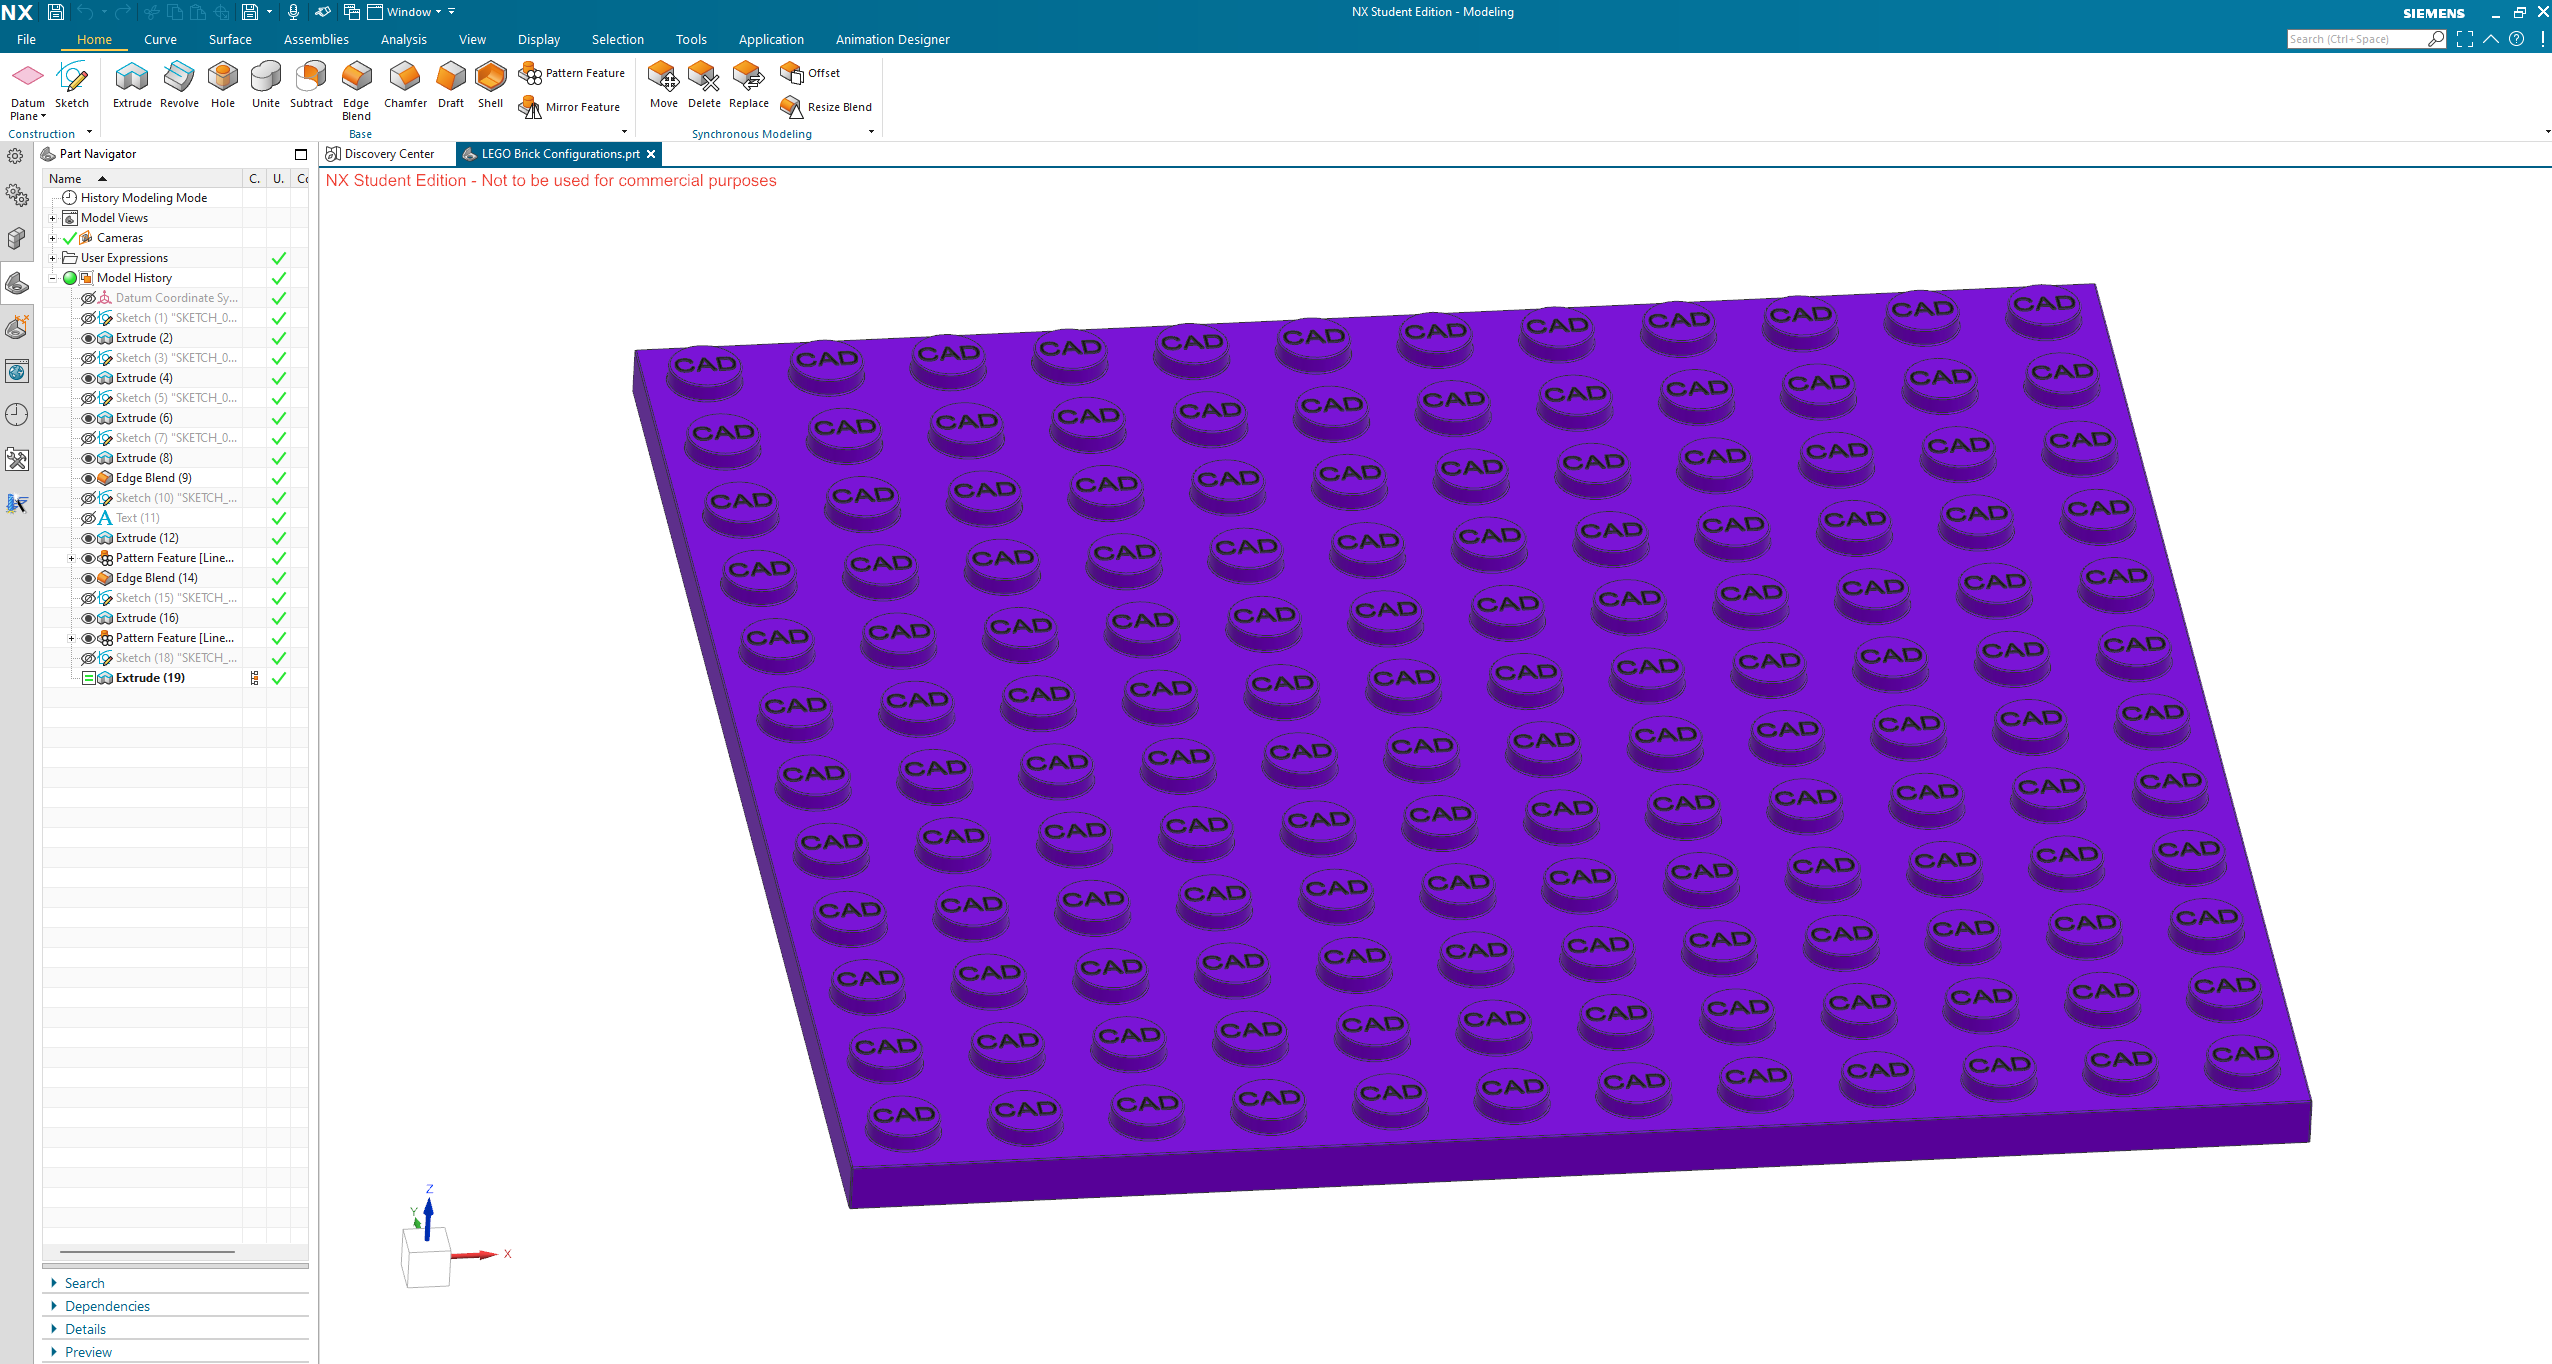 NX
Window
NX Student Edition - Modeling
SIEMENS
File Home Curve Surface Assemblies Analysis View Display Selection Tools Application Animation Designer
Search (Ctrl+Space)
Datum Plane
Sketch
Extrude
Revolve
Hole
Unite
Subtract
Edge Blend
Chamfer
Draft
Shell
Pattern Feature
Mirror Feature
Move
Delete
Replace
Offset
Resize Blend
Construction
Base
Synchronous Modeling
Part Navigator
Discovery Center
LEGO Brick Configurations.prt
NX Student Edition - Not to be used for commercial purposes
Name C. U. Co
History Modeling Mode
Model Views
Cameras
User Expressions
Model History
Datum Coordinate Sy...
Sketch (1) "SKETCH_0...
Extrude (2)
Sketch (3) "SKETCH_0...
Extrude (4)
Sketch (5) "SKETCH_0...
Extrude (6)
Sketch (7) "SKETCH_0...
Extrude (8)
Edge Blend (9)
Sketch (10) "SKETCH_...
Text (11)
Extrude (12)
Pattern Feature [Line...
Edge Blend (14)
Sketch (15) "SKETCH_...
Extrude (16)
Pattern Feature [Line...
Sketch (18) "SKETCH_...
Extrude (19)
Search
Dependencies
Details
Preview
CAD CAD CAD CAD CAD CAD CAD CAD CAD CAD CAD CAD
CAD CAD CAD CAD CAD CAD CAD CAD CAD CAD CAD CAD
CAD CAD CAD CAD CAD CAD CAD CAD CAD CAD CAD CAD
CAD CAD CAD CAD CAD CAD CAD CAD CAD CAD CAD CAD
CAD CAD CAD CAD CAD CAD CAD CAD CAD CAD CAD CAD
CAD CAD CAD CAD CAD CAD CAD CAD CAD CAD CAD CAD
CAD CAD CAD CAD CAD CAD CAD CAD CAD CAD CAD CAD
CAD CAD CAD CAD CAD CAD CAD CAD CAD CAD CAD CAD
CAD CAD CAD CAD CAD CAD CAD CAD CAD CAD CAD CAD
CAD CAD CAD CAD CAD CAD CAD CAD CAD CAD CAD CAD
CAD CAD CAD CAD CAD CAD CAD CAD CAD CAD CAD CAD
CAD CAD CAD CAD CAD CAD CAD CAD CAD CAD CAD CAD
Z
Y
X